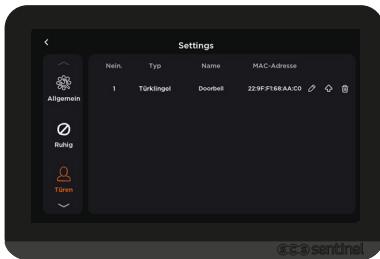 Settings
Nein. Typ Name MAC-Adresse
1 Türklingel Doorbell 22:9F:F1:68:AA:C0
Allgemein
Ruhig
Türen
eco sentinel